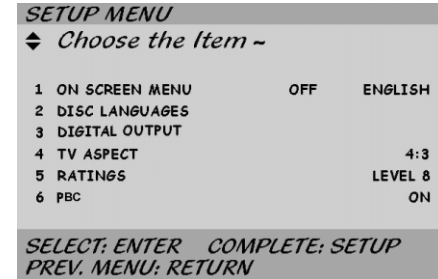 SETUP MENU
Choose the Item ~
1 ON SCREEN MENU OFF ENGLISH
2 DISC LANGUAGES
3 DIGITAL OUTPUT
4 TV ASPECT 4:3
5 RATINGS LEVEL 8
6 PBC ON
SELECT: ENTER COMPLETE: SETUP
PREV. MENU: RETURN